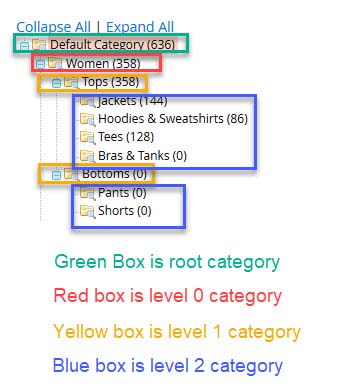 Collapse All | Expand All
Default Category (636)
Women (358)
Tops (358)
Jackets (144)
Hoodies & Sweatshirts (86)
Tees (128)
Bras & Tanks (0)
Bottoms (0)
Pants (0)
Shorts (0)
Green Box is root category
Red box is level 0 category
Yellow box is level 1 category
Blue box is level 2 category